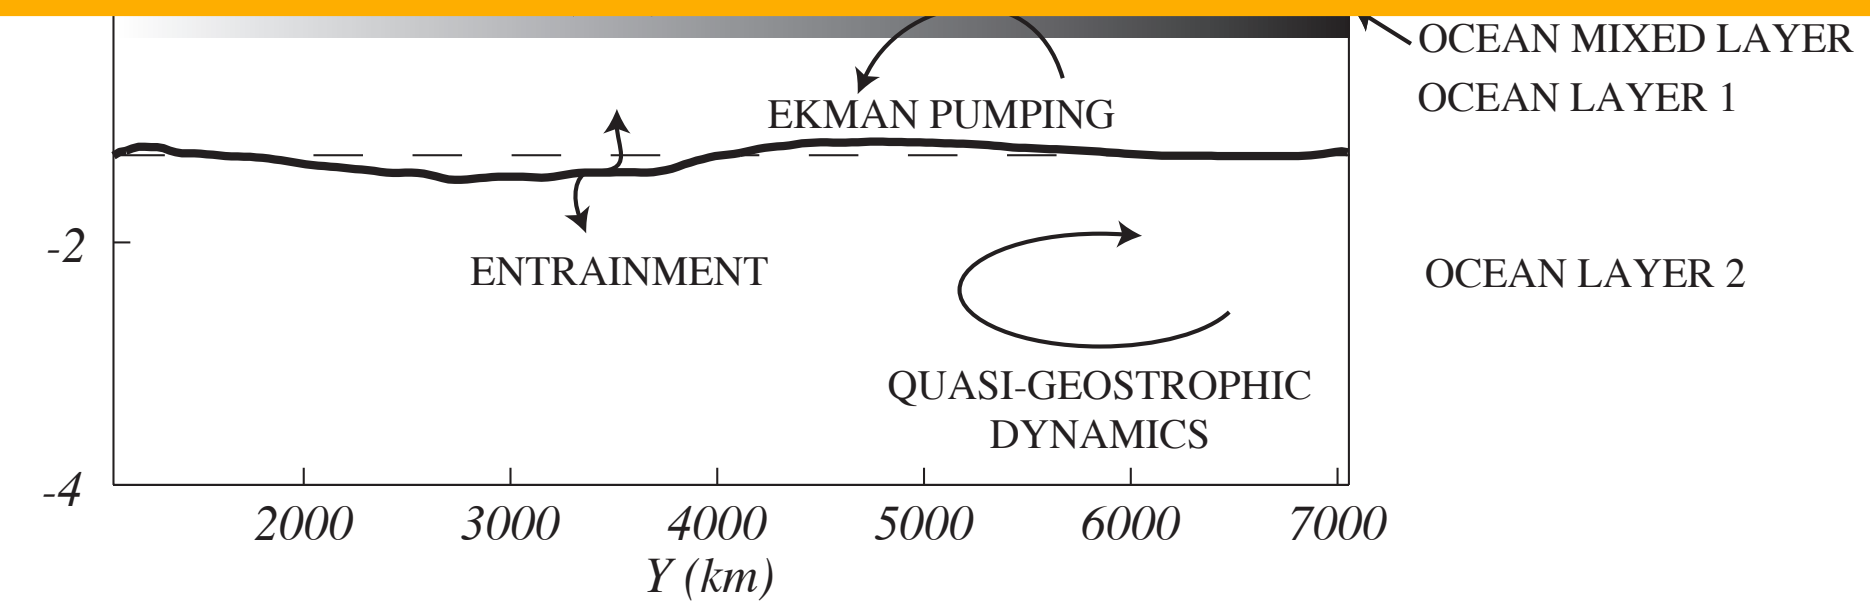 OCEAN MIXED LAYER
OCEAN LAYER 1
EKMAN PUMPING
-2
ENTRAINMENT
OCEAN LAYER 2
QUASI-GEOSTROPHIC
DYNAMICS
-4
2000 3000 4000 5000 6000 7000
Y (km)